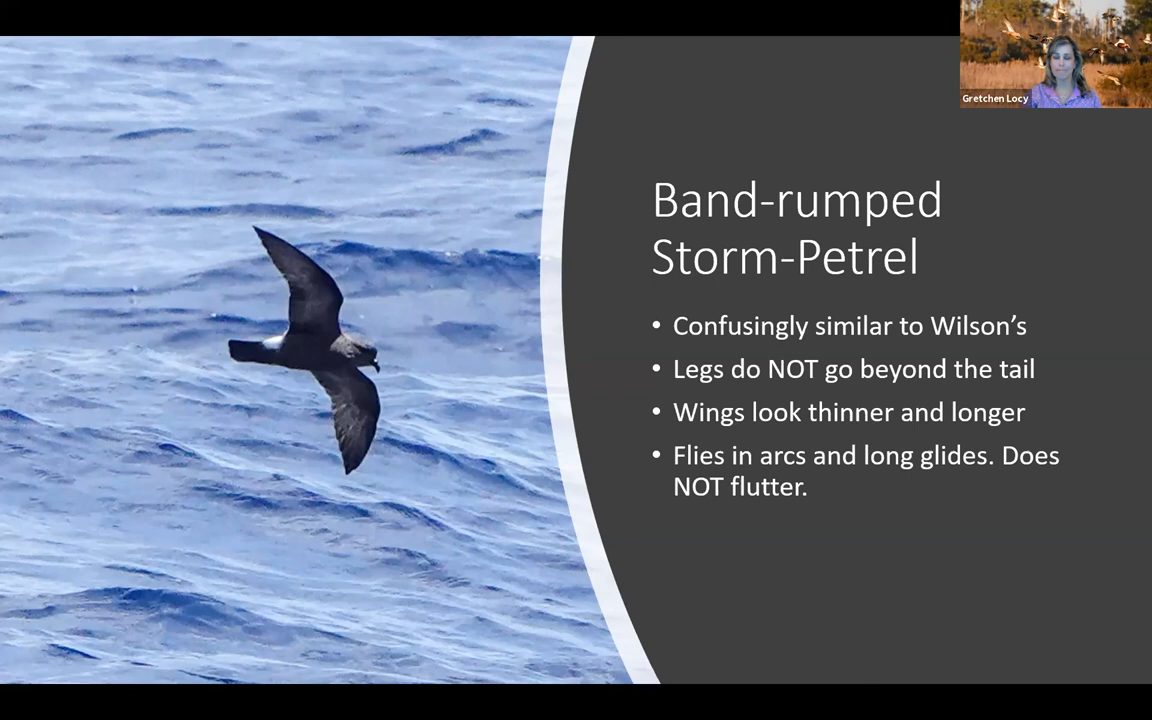 Gretchen Locy
Band-rumped
Storm-Petrel
• Confusingly similar to Wilson’s
• Legs do NOT go beyond the tail
• Wings look thinner and longer
• Flies in arcs and long glides. Does
NOT flutter.